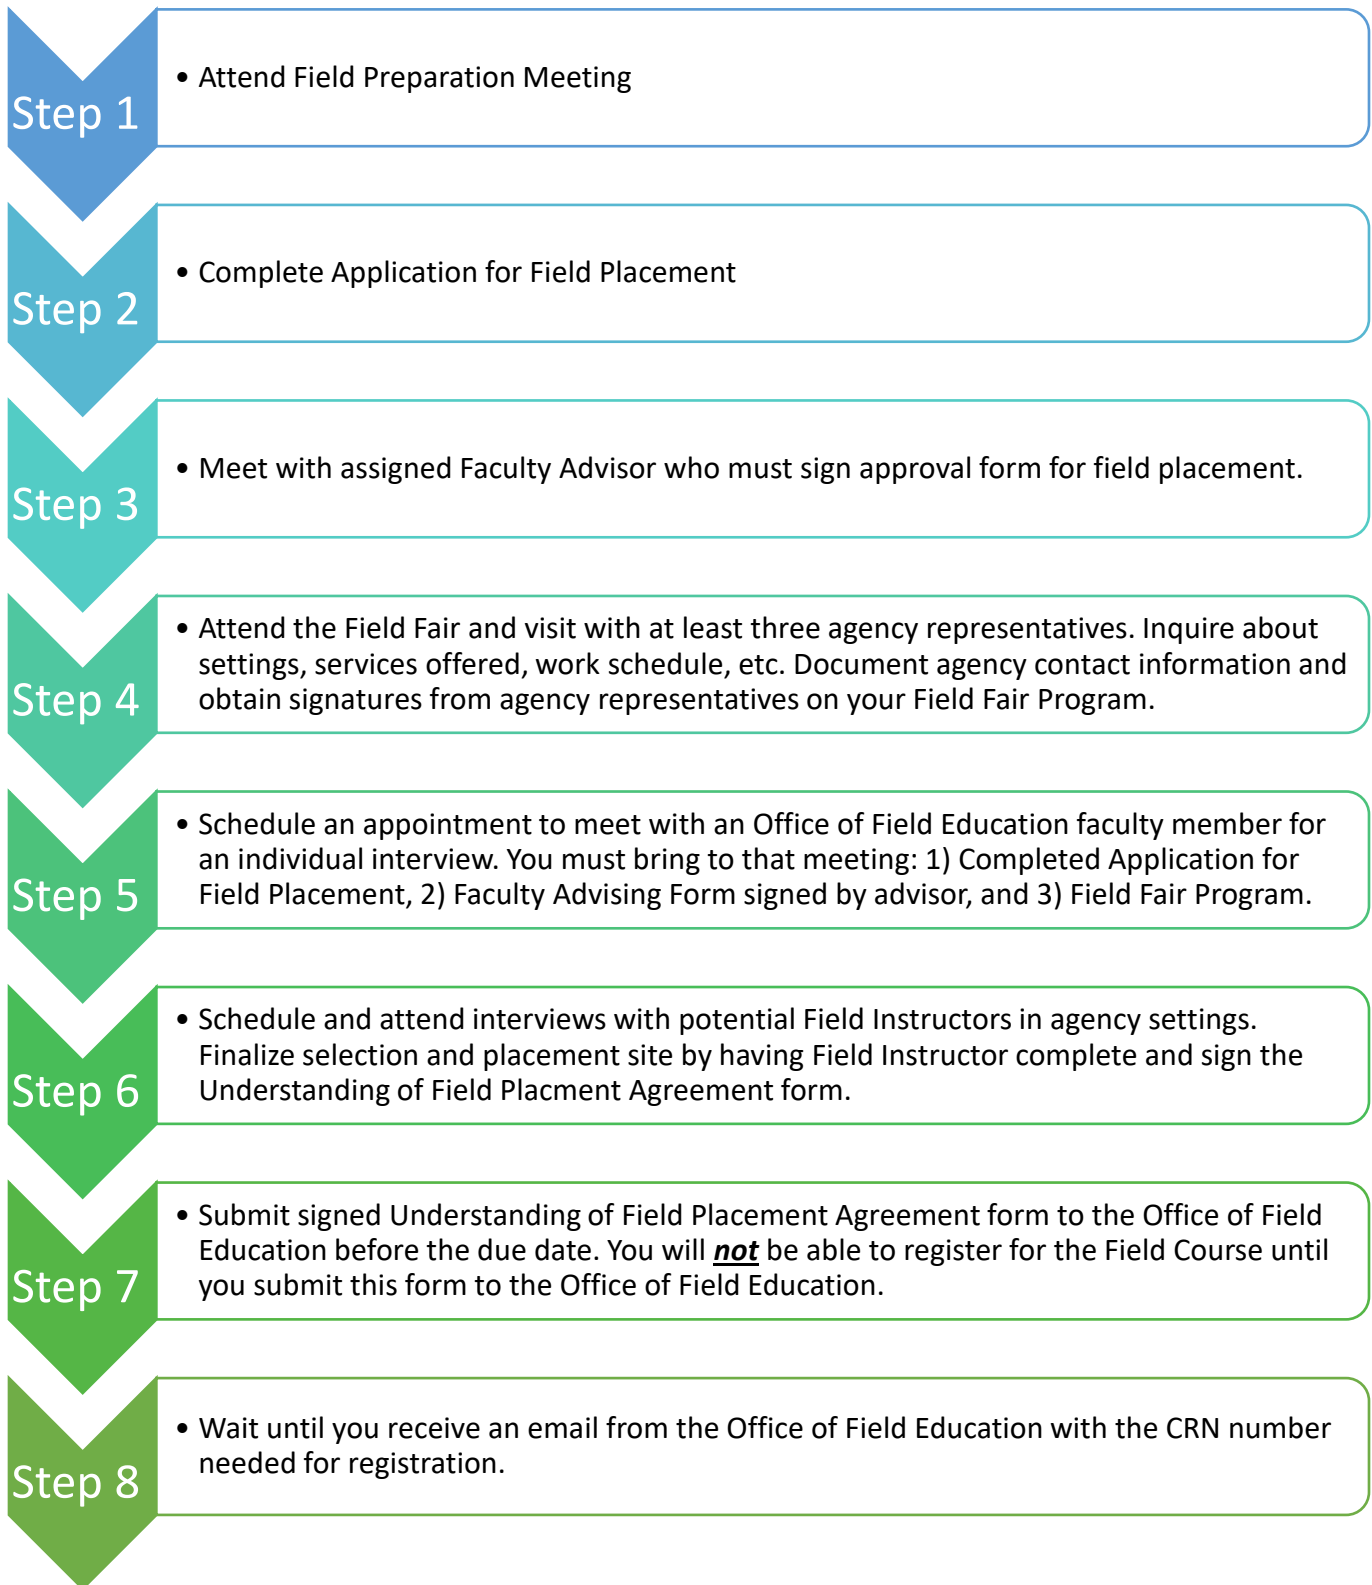 Step 1
• Attend Field Preparation Meeting
Step 2
• Complete Application for Field Placement
Step 3
• Meet with assigned Faculty Advisor who must sign approval form for field placement.
Step 4
• Attend the Field Fair and visit with at least three agency representatives. Inquire about
settings, services offered, work schedule, etc. Document agency contact information and
obtain signatures from agency representatives on your Field Fair Program.
Step 5
• Schedule an appointment to meet with an Office of Field Education faculty member for
an individual interview. You must bring to that meeting: 1) Completed Application for
Field Placement, 2) Faculty Advising Form signed by advisor, and 3) Field Fair Program.
Step 6
• Schedule and attend interviews with potential Field Instructors in agency settings.
Finalize selection and placement site by having Field Instructor complete and sign the
Understanding of Field Placment Agreement form.
Step 7
• Submit signed Understanding of Field Placement Agreement form to the Office of Field
Education before the due date. You will not be able to register for the Field Course until
you submit this form to the Office of Field Education.
Step 8
• Wait until you receive an email from the Office of Field Education with the CRN number
needed for registration.